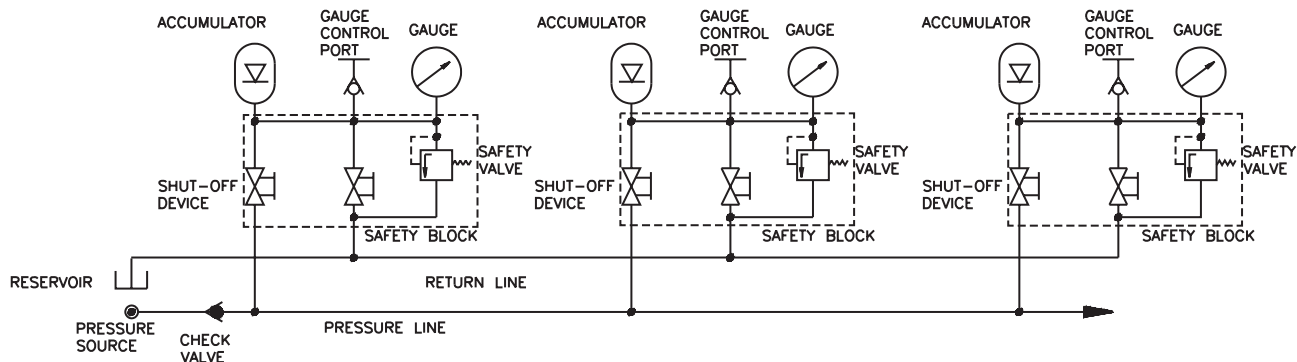 ACCUMULATOR
GAUGE
CONTROL
PORT
GAUGE
SHUT-OFF
DEVICE
SAFETY
VALVE
SAFETY BLOCK
ACCUMULATOR
GAUGE
CONTROL
PORT
GAUGE
SHUT-OFF
DEVICE
SAFETY
VALVE
SAFETY BLOCK
ACCUMULATOR
GAUGE
CONTROL
PORT
GAUGE
SHUT-OFF
DEVICE
SAFETY
VALVE
SAFETY BLOCK
RESERVOIR
RETURN LINE
PRESSURE
SOURCE
CHECK
VALVE
PRESSURE LINE